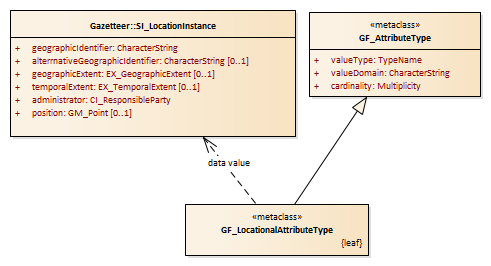 Gazetteer::SI_LocationInstance
+ geographicIdentifier: CharacterString
+ alternnativeGeographicIdentifier: CharacterString [0..1]
+ geographicExtent: EX_GeographicExtent [0..1]
+ temporalExtent: EX_TemporalExtent [0..1]
+ administrator: CI_ResponsibleParty
+ position: GM_Point [0..1]
«metaclass»
GF_AttributeType
+ valueType: TypeName
+ valueDomain: CharacterString
+ cardinality: Multiplicity
data value
«metaclass»
GF_LocationalAttributeType
{leaf}